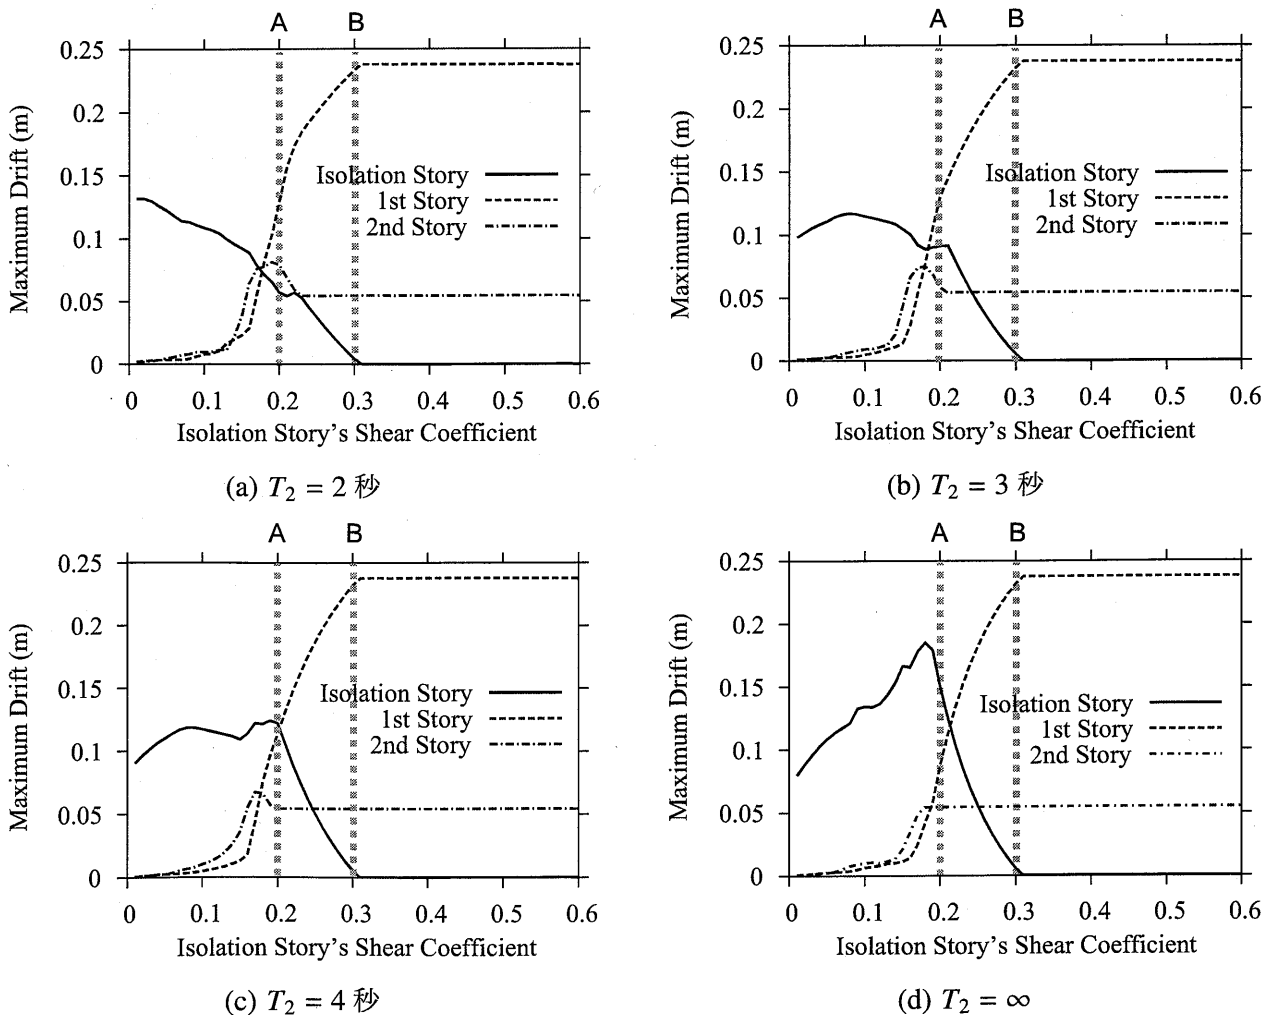 A B
0.25
0.2
0.15
0.1
0.05
0
Maximum Drift (m)
Isolation Story
1st Story
2nd Story
0 0.1 0.2 0.3 0.4 0.5 0.6
Isolation Story's Shear Coefficient
(a) T₂ = 2 秒
A B
0.25
0.2
0.15
0.1
0.05
0
Maximum Drift (m)
Isolation Story
1st Story
2nd Story
0 0.1 0.2 0.3 0.4 0.5 0.6
Isolation Story's Shear Coefficient
(b) T₂ = 3 秒
A B
0.25
0.2
0.15
0.1
0.05
0
Maximum Drift (m)
Isolation Story
1st Story
2nd Story
0 0.1 0.2 0.3 0.4 0.5 0.6
Isolation Story's Shear Coefficient
(c) T₂ = 4 秒
A B
0.25
0.2
0.15
0.1
0.05
0
Maximum Drift (m)
Isolation Story
1st Story
2nd Story
0 0.1 0.2 0.3 0.4 0.5 0.6
Isolation Story's Shear Coefficient
(d) T₂ = ∞